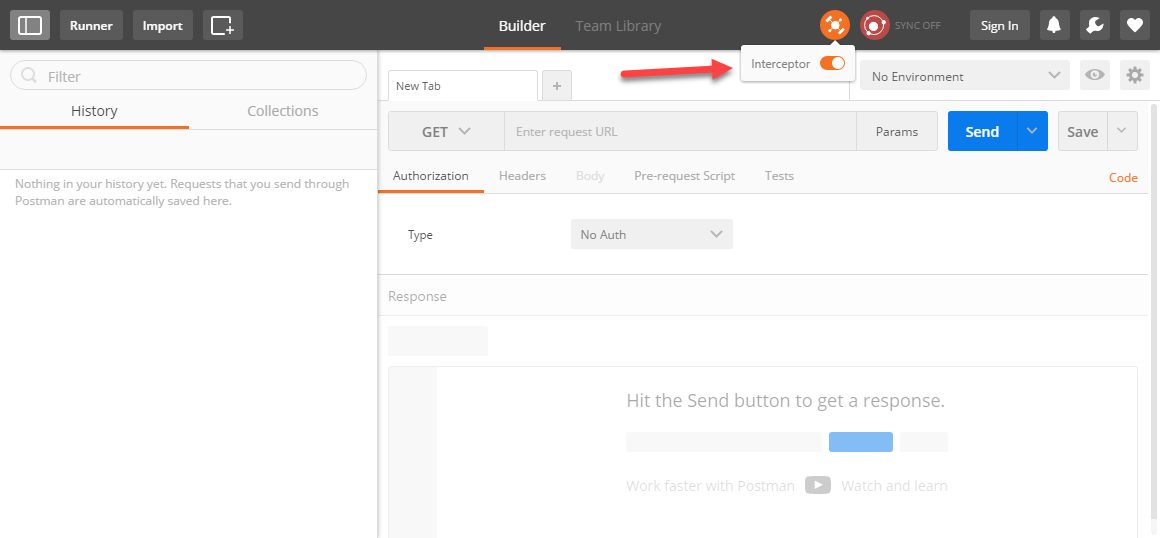 Runner
Import
Builder
Team Library
SYNC OFF
Sign In
Filter
History
Collections
Nothing in your history yet. Requests that you send through
Postman are automatically saved here.
Interceptor
No Environment
New Tab
+
GET
Enter request URL
Params
Send
Save
Authorization
Headers
Body
Pre-request Script
Tests
Code
Type
No Auth
Response
Hit the Send button to get a response.
Work faster with Postman
Watch and learn